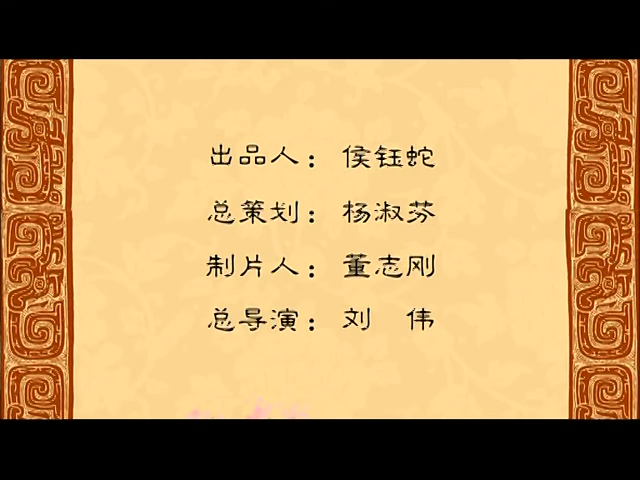 出品人：侯钰蛇
总策划：杨淑芬
制片人：董志刚
总导演：刘　伟